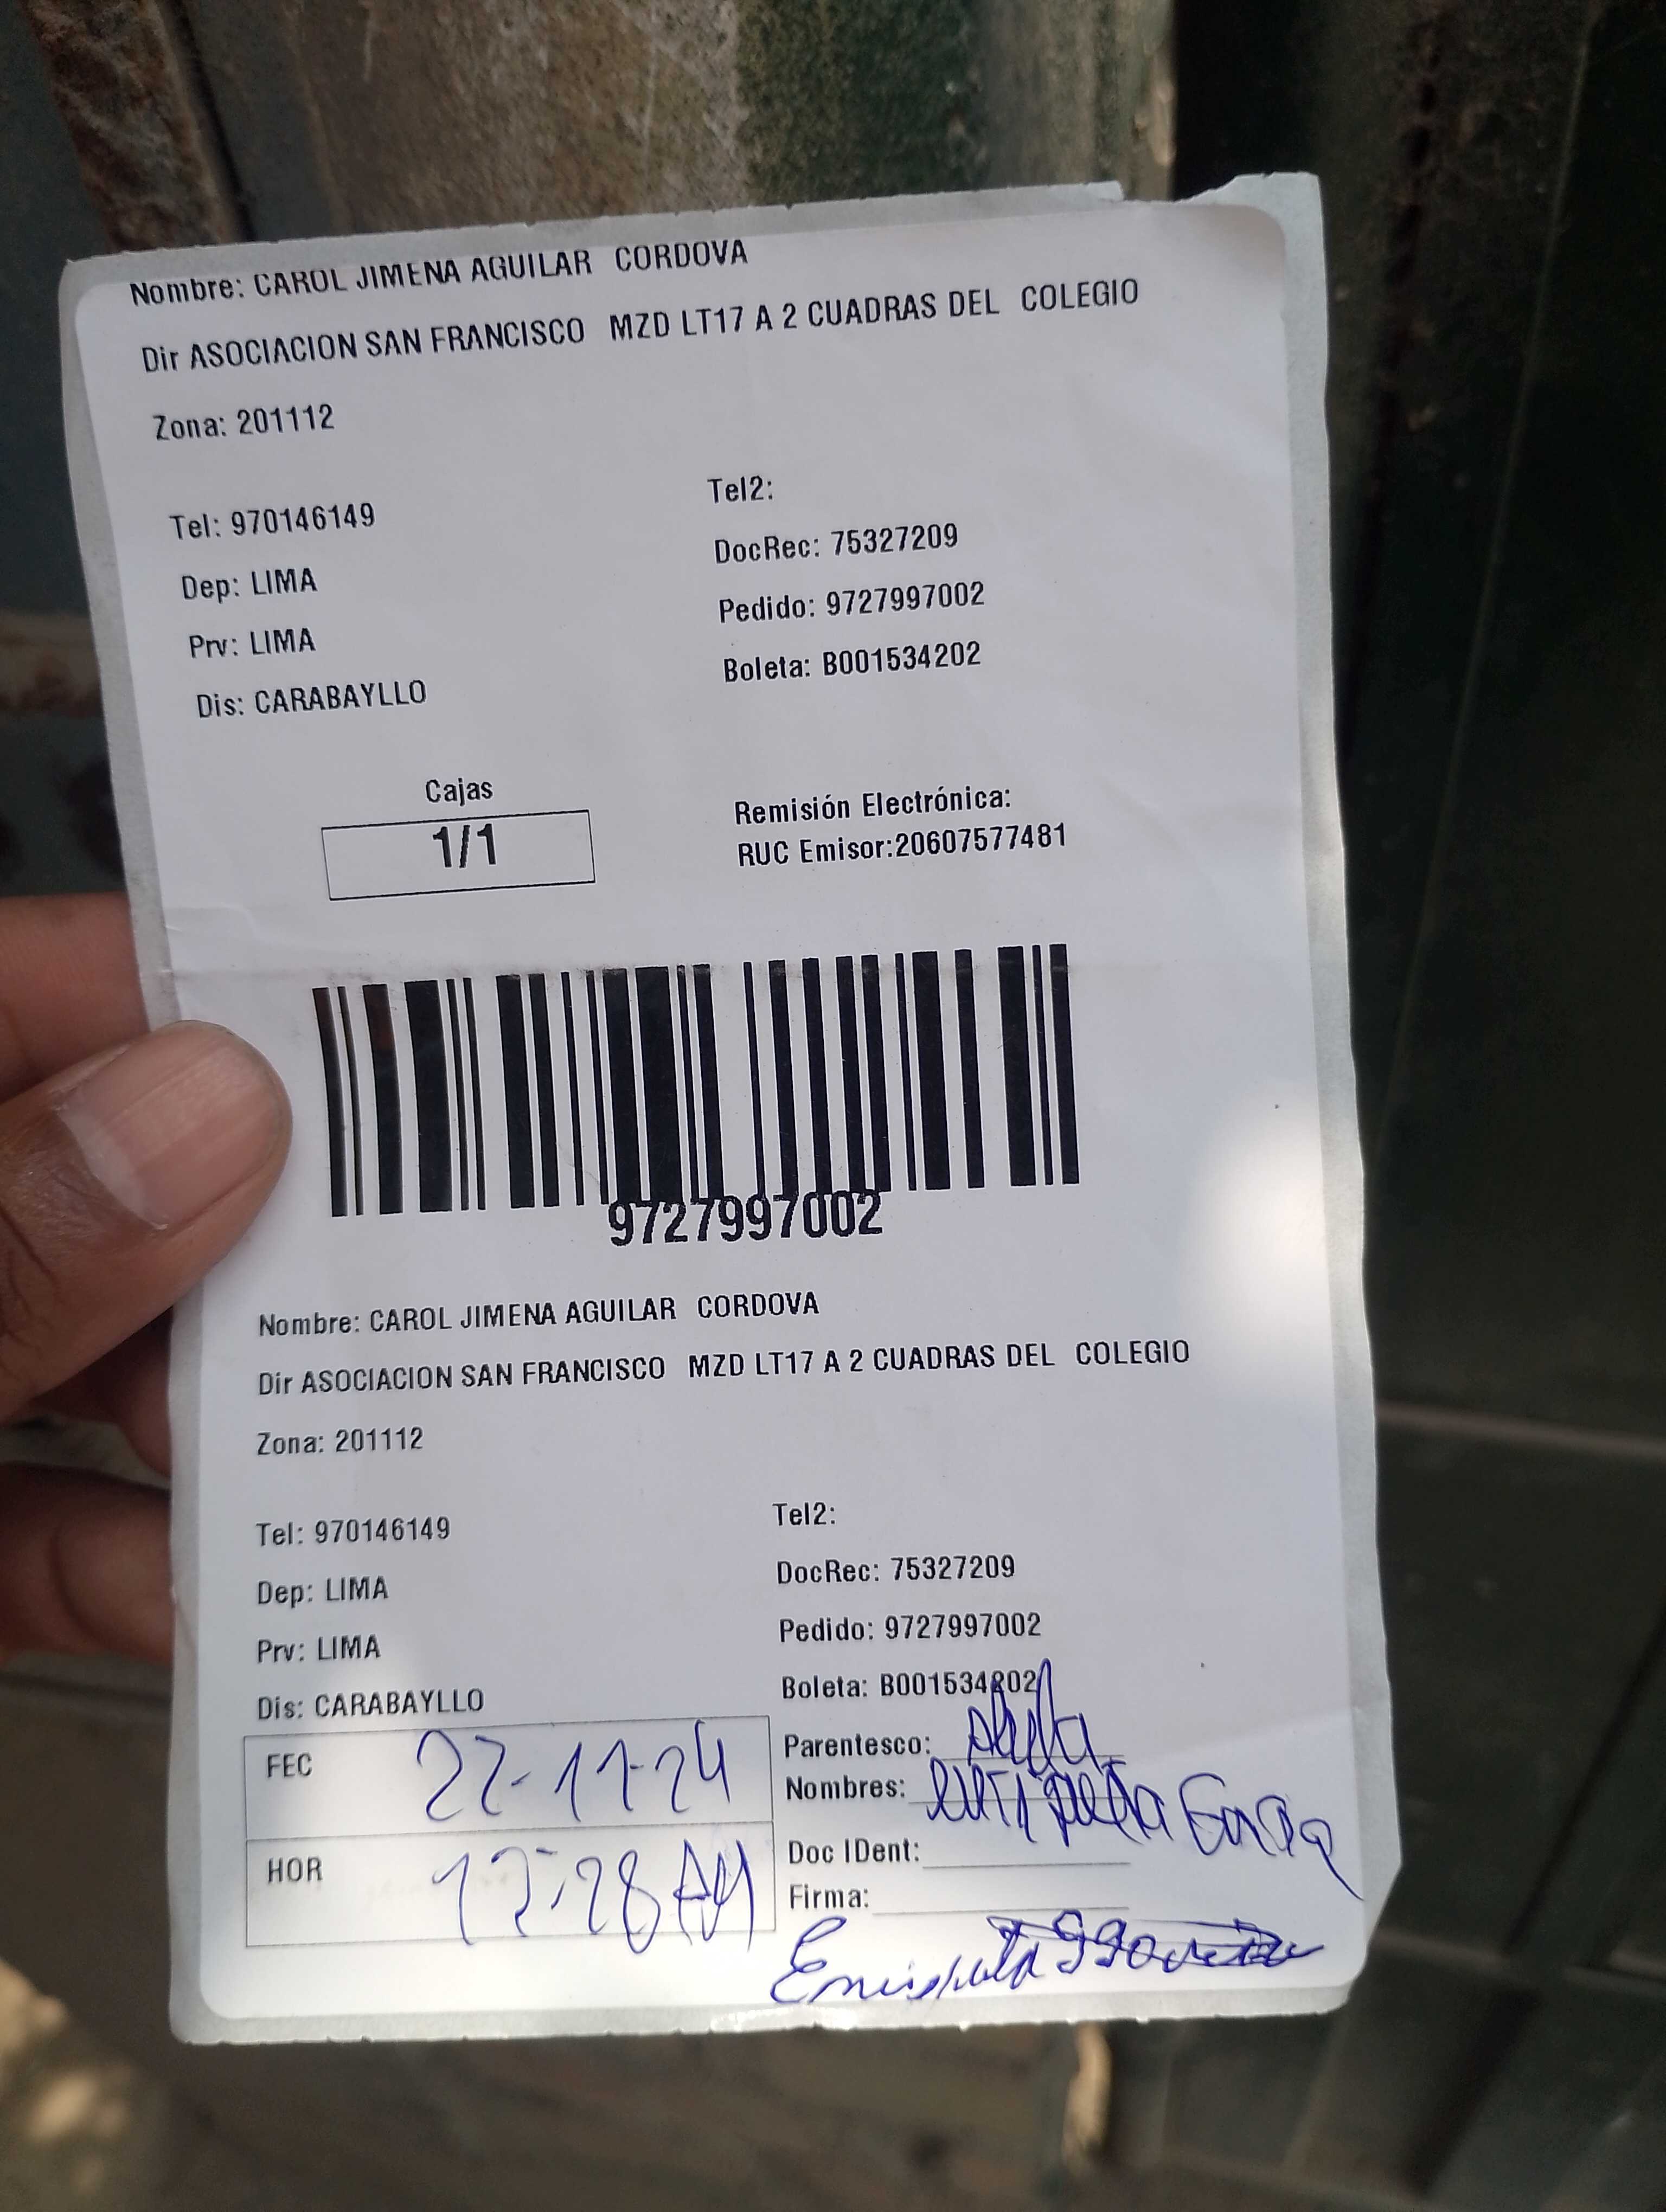 Nombre: CAROL JIMENA AGUILAR CORDOVA
Dir ASOCIACION SAN FRANCISCO MZD LT17 A 2 CUADRAS DEL COLEGIO
Zona: 201112
Tel2:
Tel: 970146149
DocRec: 75327209
Dep: LIMA
Pedido: 9727997002
Prv: LIMA
Boleta: B001534202
Dis: CARABAYLLO
Cajas
1/1
Remisión Electrónica:
RUC Emisor:20607577481
9727997002
Nombre: CAROL JIMENA AGUILAR CORDOVA
Dir ASOCIACION SAN FRANCISCO MZD LT17 A 2 CUADRAS DEL COLEGIO
Zona: 201112
Tel2:
Tel: 970146149
DocRec: 75327209
Dep: LIMA
Pedido: 9727997002
Prv: LIMA
Boleta: B001534202
Dis: CARABAYLLO
Parentesco:
FEC 22-11-24
Nombres:
Doc IDent:
HOR
Firma: